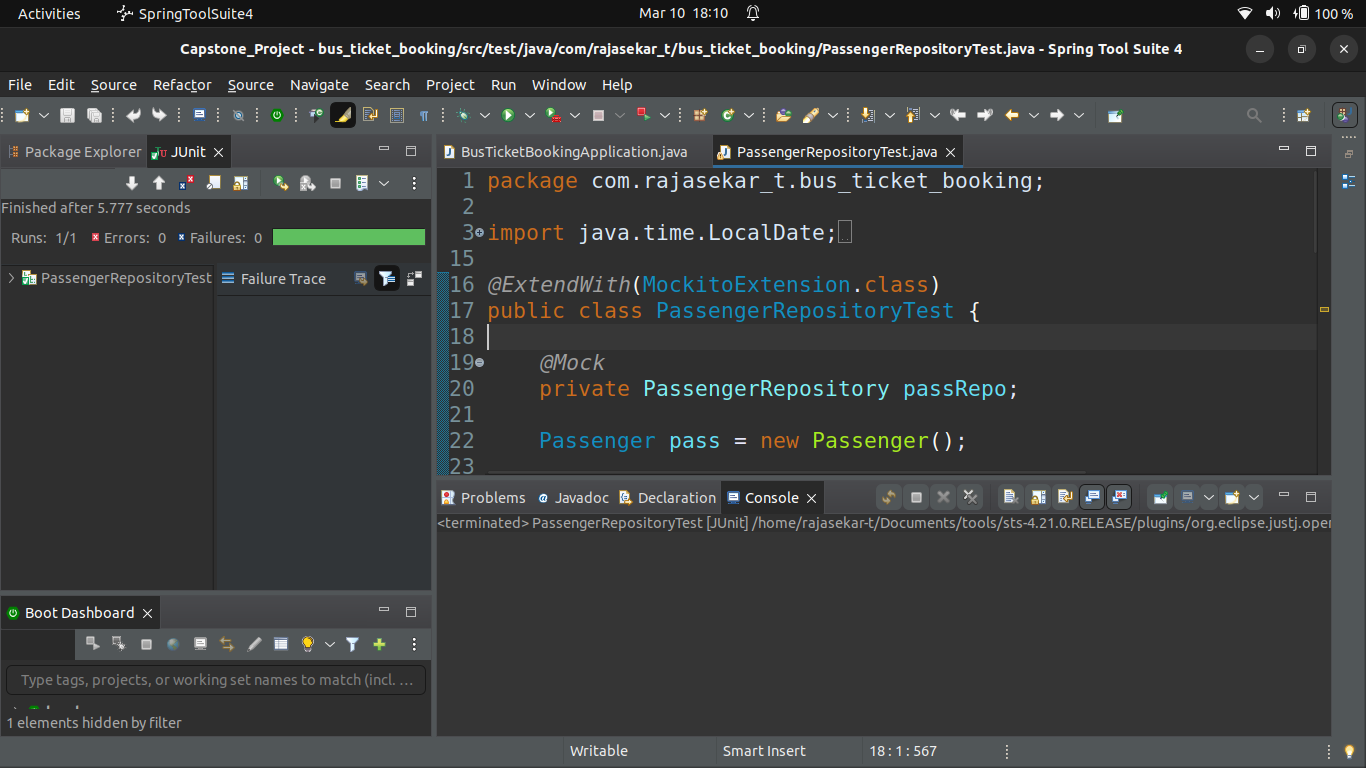 Activities SpringToolSuite4 Mar 10 18:10 100 %
Capstone_Project - bus_ticket_booking/src/test/java/com/rajasekar_t/bus_ticket_booking/PassengerRepositoryTest.java - Spring Tool Suite 4
File Edit Source Refactor Source Navigate Search Project Run Window Help
Package Explorer JUnit
Finished after 5.777 seconds
Runs: 1/1 Errors: 0 Failures: 0
PassengerRepositoryTest Failure Trace
BusTicketBookingApplication.java PassengerRepositoryTest.java
1 package com.rajasekar_t.bus_ticket_booking;
2
3 import java.time.LocalDate;
15
16 @ExtendWith(MockitoExtension.class)
17 public class PassengerRepositoryTest {
18
19 @Mock
20 private PassengerRepository passRepo;
21
22 Passenger pass = new Passenger();
23
Problems Javadoc Declaration Console
<terminated> PassengerRepositoryTest [JUnit] /home/rajasekar-t/Documents/tools/sts-4.21.0.RELEASE/plugins/org.eclipse.justj.oper
Boot Dashboard
Type tags, projects, or working set names to match (incl. ...
1 elements hidden by filter
Writable Smart Insert 18 : 1 : 567